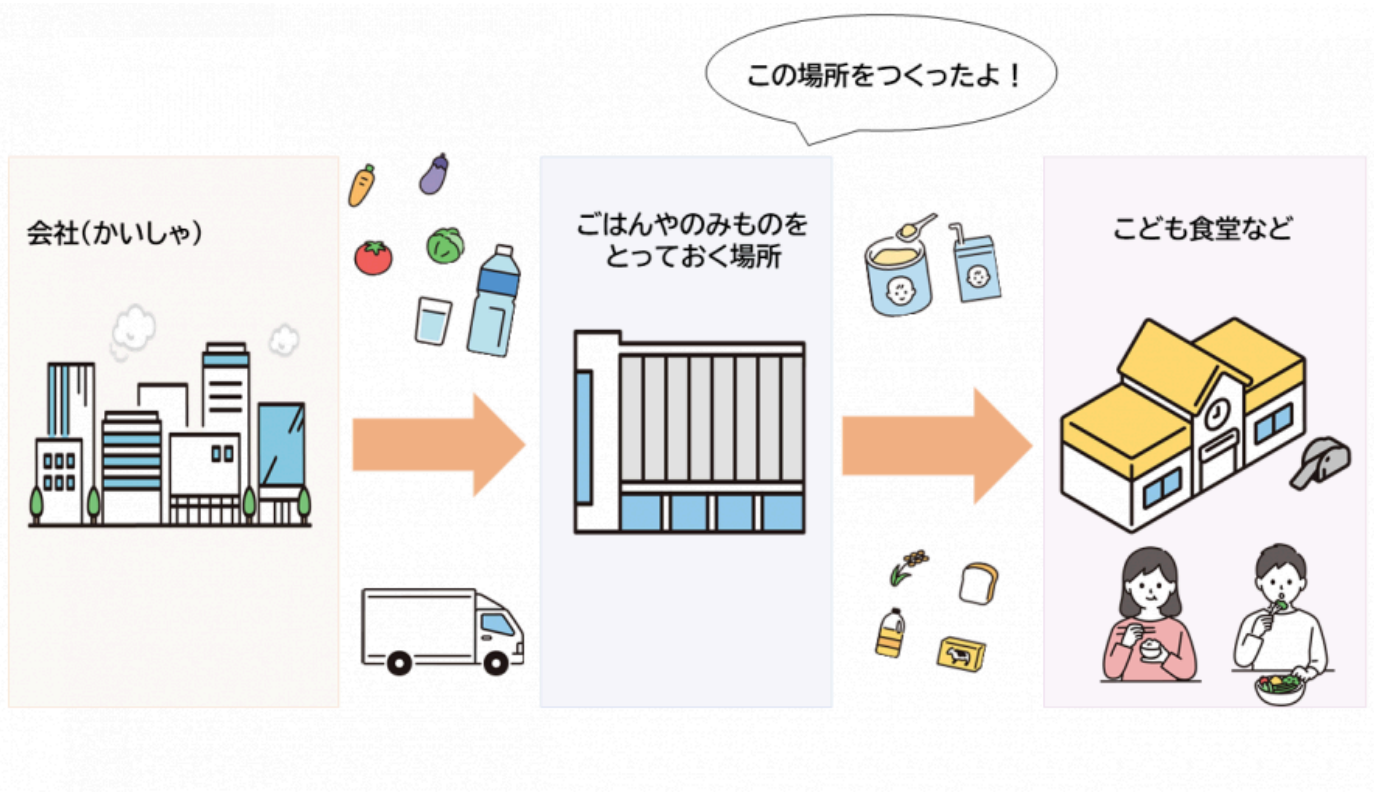 この場所をつくったよ！
会社(かいしゃ)
ごはんやのみものを
とっておく場所
こども食堂など